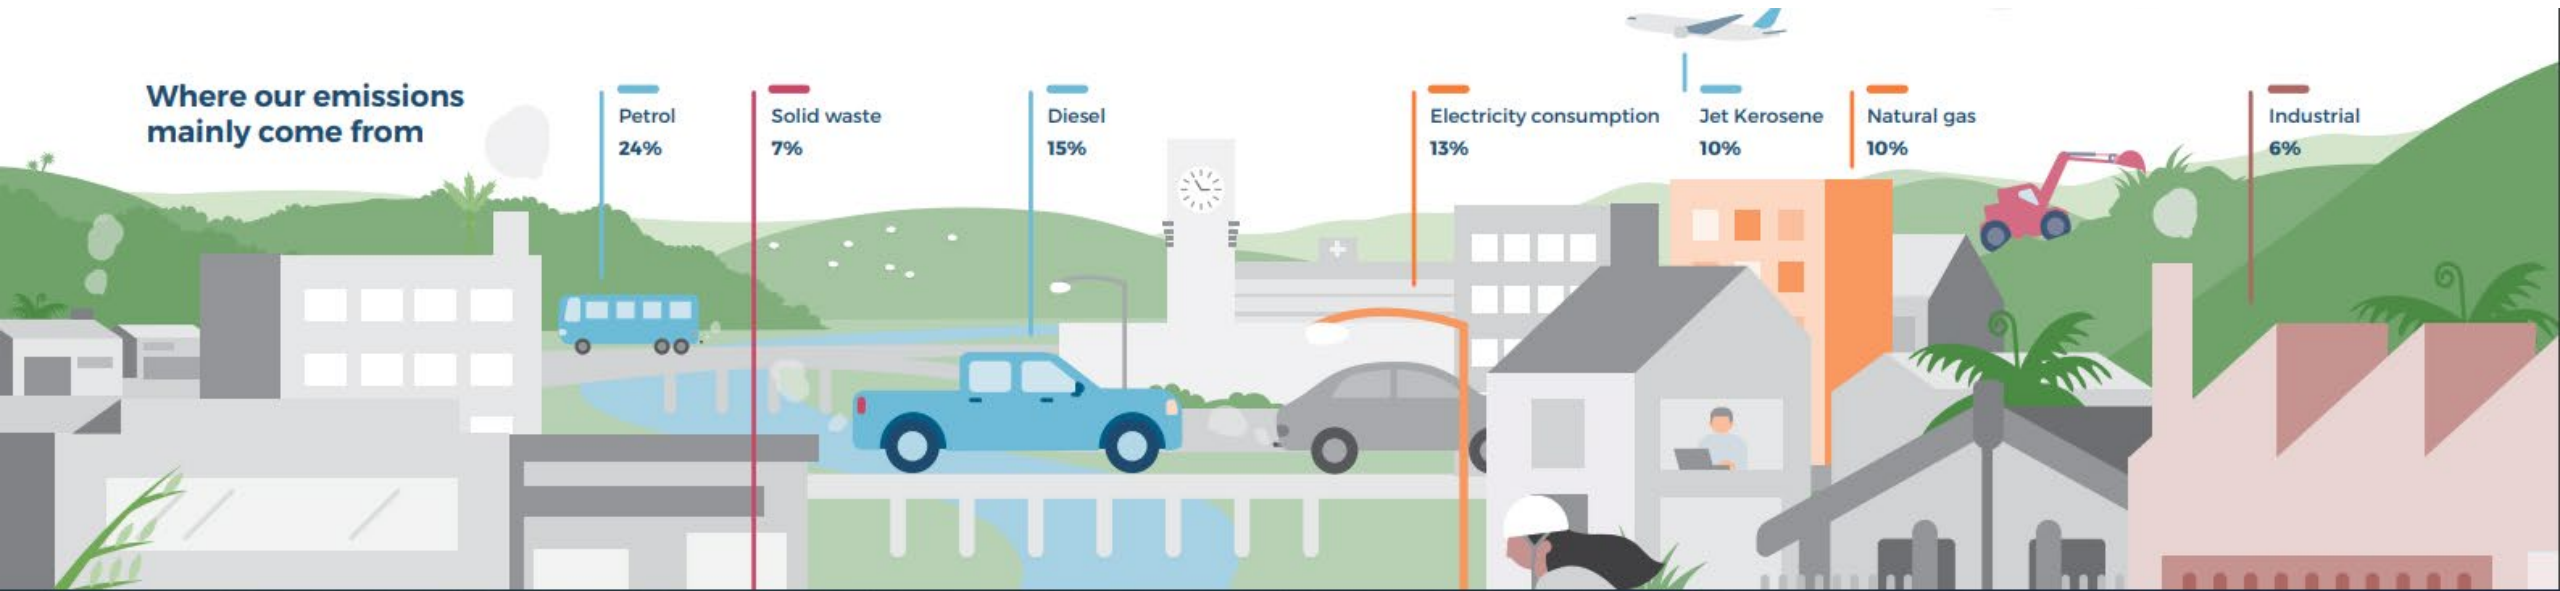 Where our emissions
mainly come from
Petrol
24%
Solid waste
7%
Diesel
15%
Electricity consumption
13%
Jet Kerosene
10%
Natural gas
10%
Industrial
6%